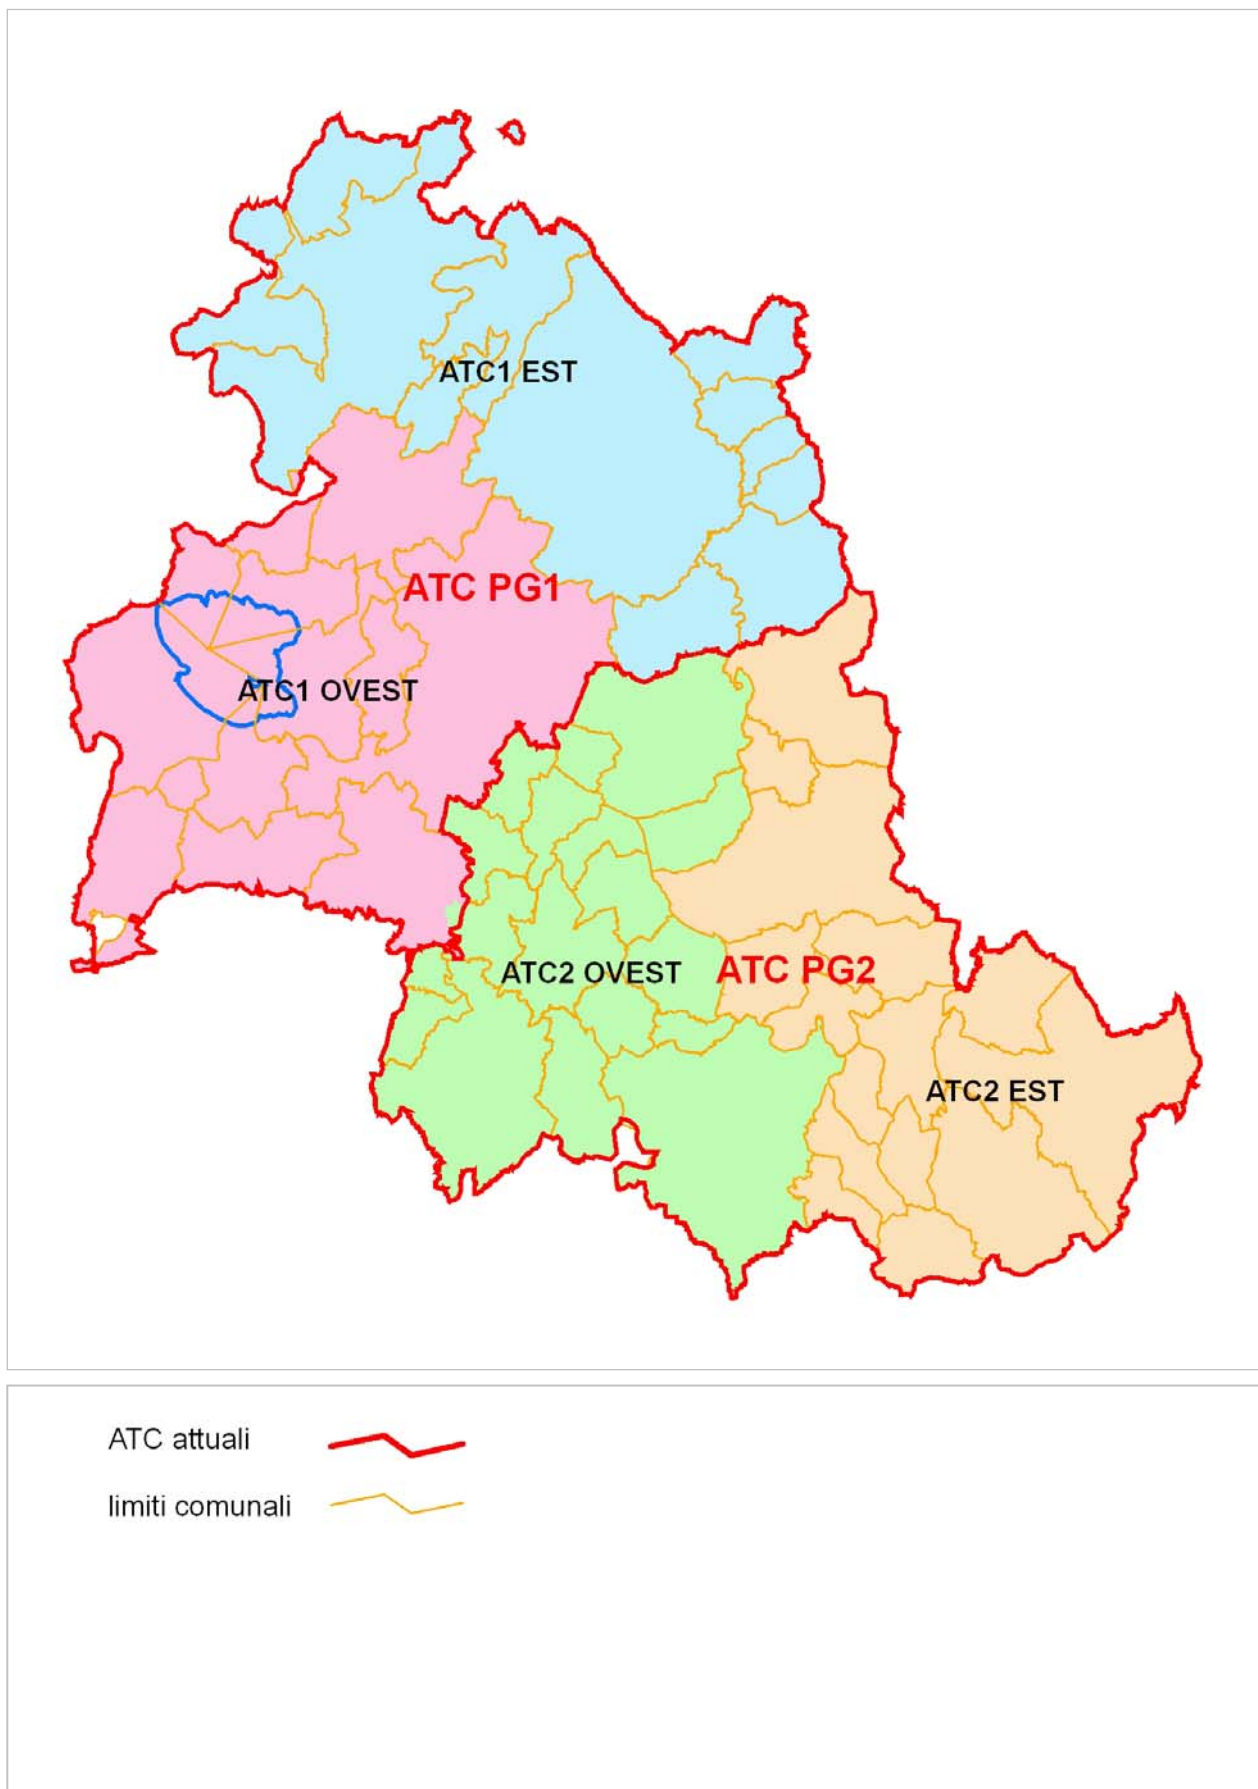 ATC1 EST
ATC PG1
ATC1 OVEST
ATC2 OVEST
ATC PG2
ATC2 EST
ATC attuali
limiti comunali